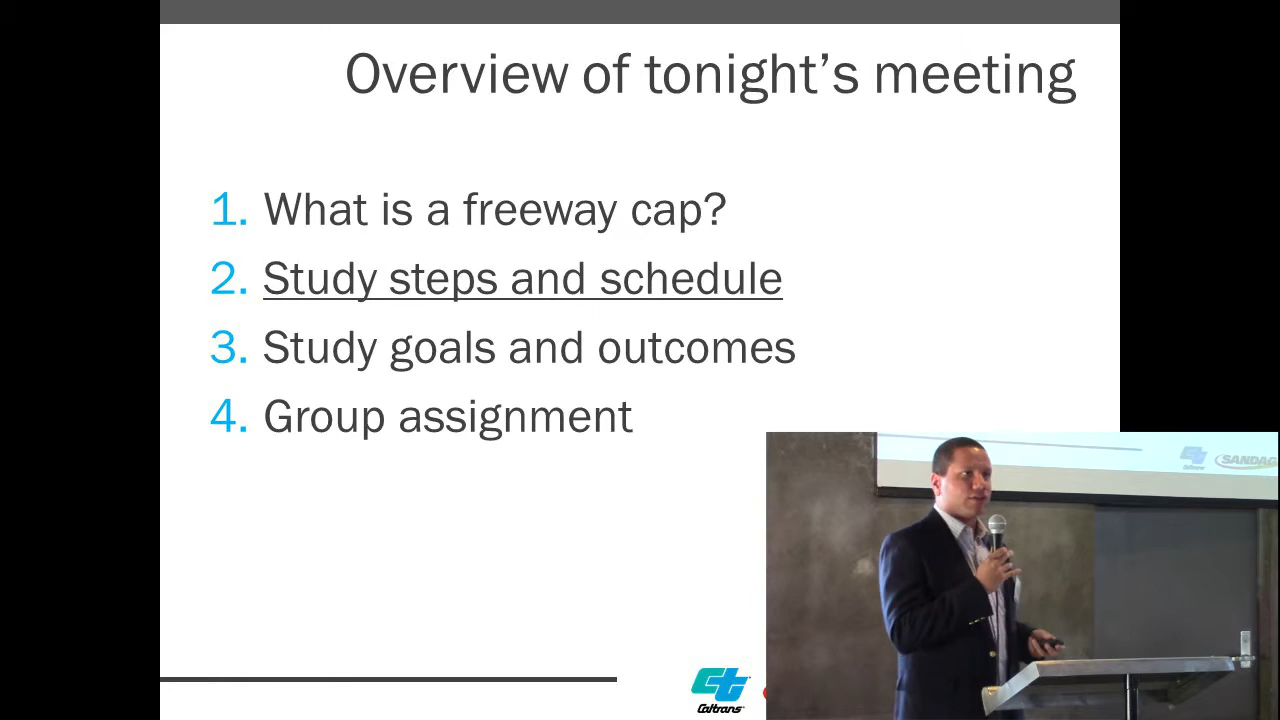 Overview of tonight’s meeting
1. What is a freeway cap?
2. Study steps and schedule
3. Study goals and outcomes
4. Group assignment
Caltrans SANDAG
Caltrans